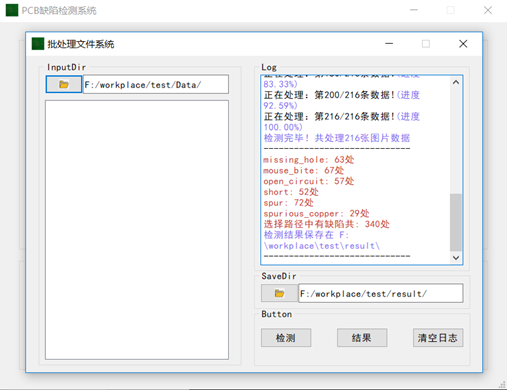 PCB缺陷检测系统
批处理文件系统
InputDir
F:/workplace/test/Data/
Log
83.33%)
正在处理: 第200/216条数据!(进度
92.59%)
正在处理: 第216/216条数据!(进度
100.00%)
检测完毕! 共处理216张图片数据
----------------------------
missing_hole: 63处
mouse_bite: 67处
open_circuit: 57处
short: 52处
spur: 72处
spurious_copper: 29处
选择路径中有缺陷共: 340处
检测结果保存在 F:
\workplace\test\result\
----------------------------
SaveDir
F:/workplace/test/result/
Button
检测
结果
清空日志